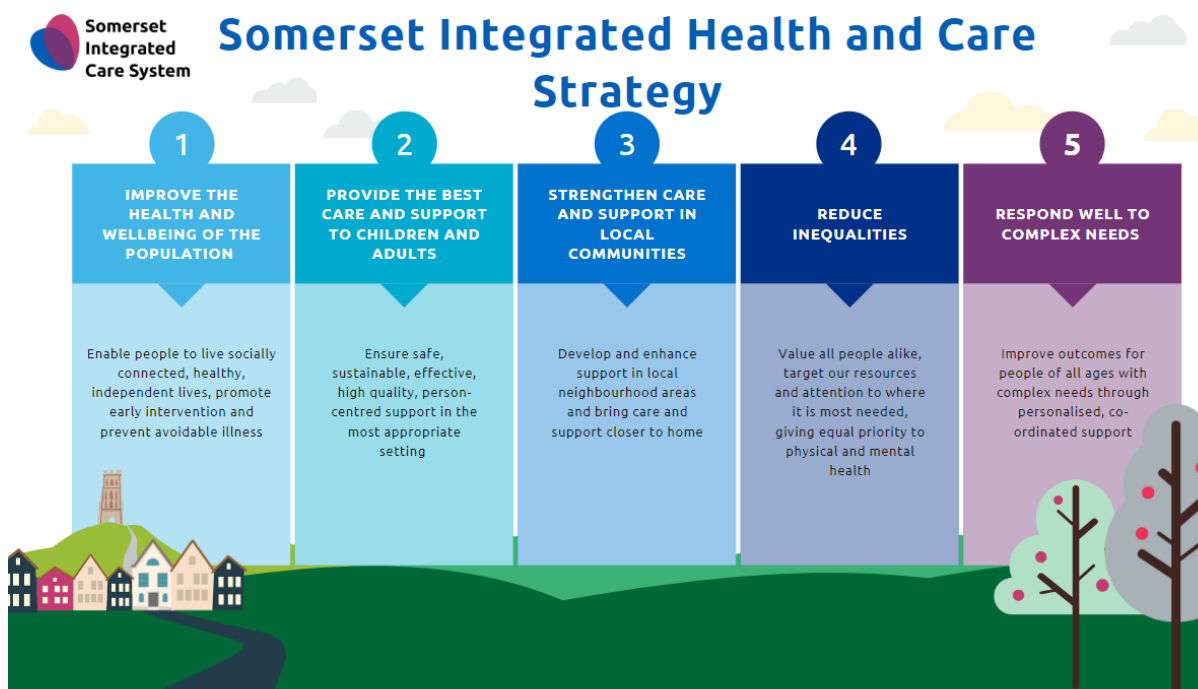 Somerset
Integrated
Care System
Somerset Integrated Health and Care
Strategy
1
IMPROVE THE
HEALTH AND
WELLBEING OF THE
POPULATION
Enable people to live socially
connected, healthy,
independent lives, promote
early intervention and
prevent avoidable illness
2
PROVIDE THE BEST
CARE AND SUPPORT
TO CHILDREN AND
ADULTS
Ensure safe,
sustainable, effective,
high quality, person-
centred support in the
most appropriate
setting
3
STRENGTHEN CARE
AND SUPPORT IN
LOCAL
COMMUNITIES
Develop and enhance
support in local
neighbourhood areas
and bring care and
support closer to home
4
REDUCE
INEQUALITIES
Value all people alike,
target our resources
and attention to where
it is most needed,
giving equal priority to
physical and mental
health
5
RESPOND WELL TO
COMPLEX NEEDS
Improve outcomes for
people of all ages with
complex needs through
personalised, co-
ordinated support